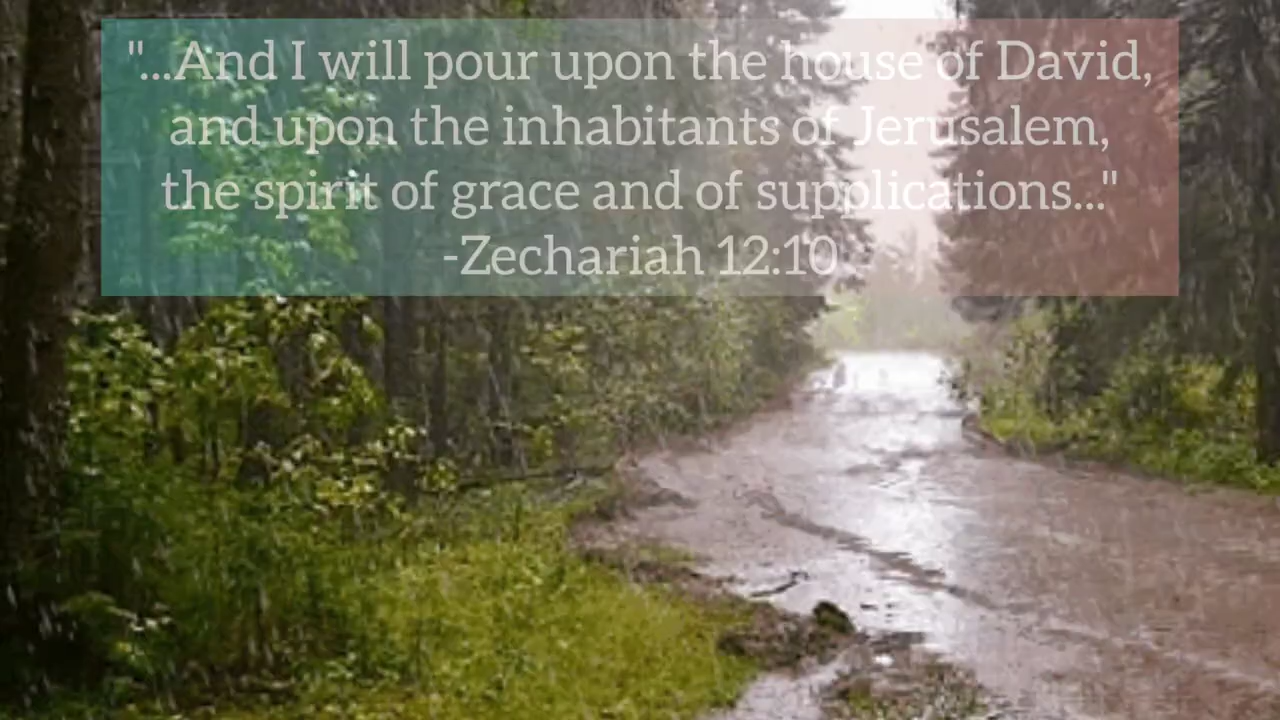 "...And I will pour upon the house of David,
and upon the inhabitants of Jerusalem,
the spirit of grace and of supplications..."
-Zechariah 12:10